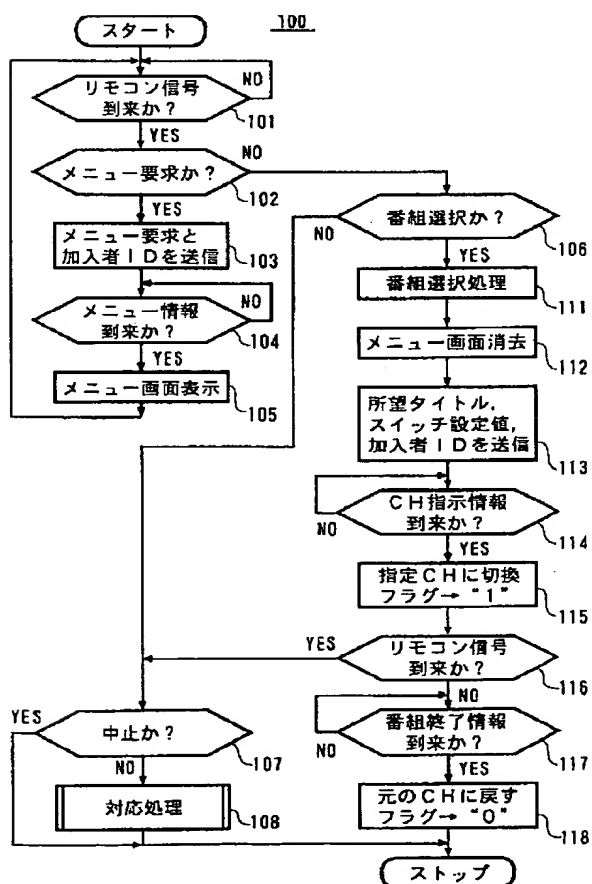 100
スタート
リモコン信号
到来か？
NO
YES
101
メニュー要求か？
NO
YES
102
メニュー要求と
加入者IDを送信
103
メニュー情報
到来か？
NO
YES
104
メニュー画面表示
105
番組選択か？
NO
YES
106
番組選択処理
111
メニュー画面消去
112
所望タイトル,
スイッチ設定値,
加入者IDを送信
113
CH指示情報
到来か？
NO
YES
114
指定CHに切換
フラグ→“1”
115
リモコン信号
到来か？
YES
NO
116
番組終了情報
到来か？
NO
YES
117
元のCHに戻す
フラグ→“0”
118
中止か？
YES
NO
107
対応処理
108
ストップ